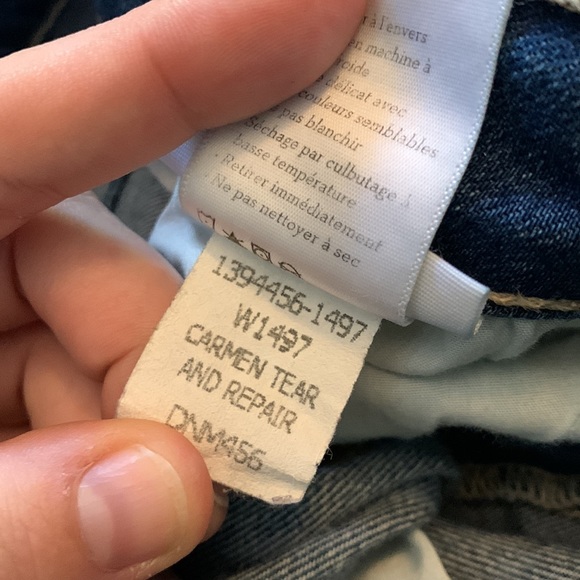 à l'envers
en machine à
délicat avec
couleurs semblables
pas blanchir
Séchage par culbutage à
basse température
· Retirer immédiatement
· Ne pas nettoyer à sec
1394456-1497
W1497
CARMEN TEAR
AND REPAIR
DNM456